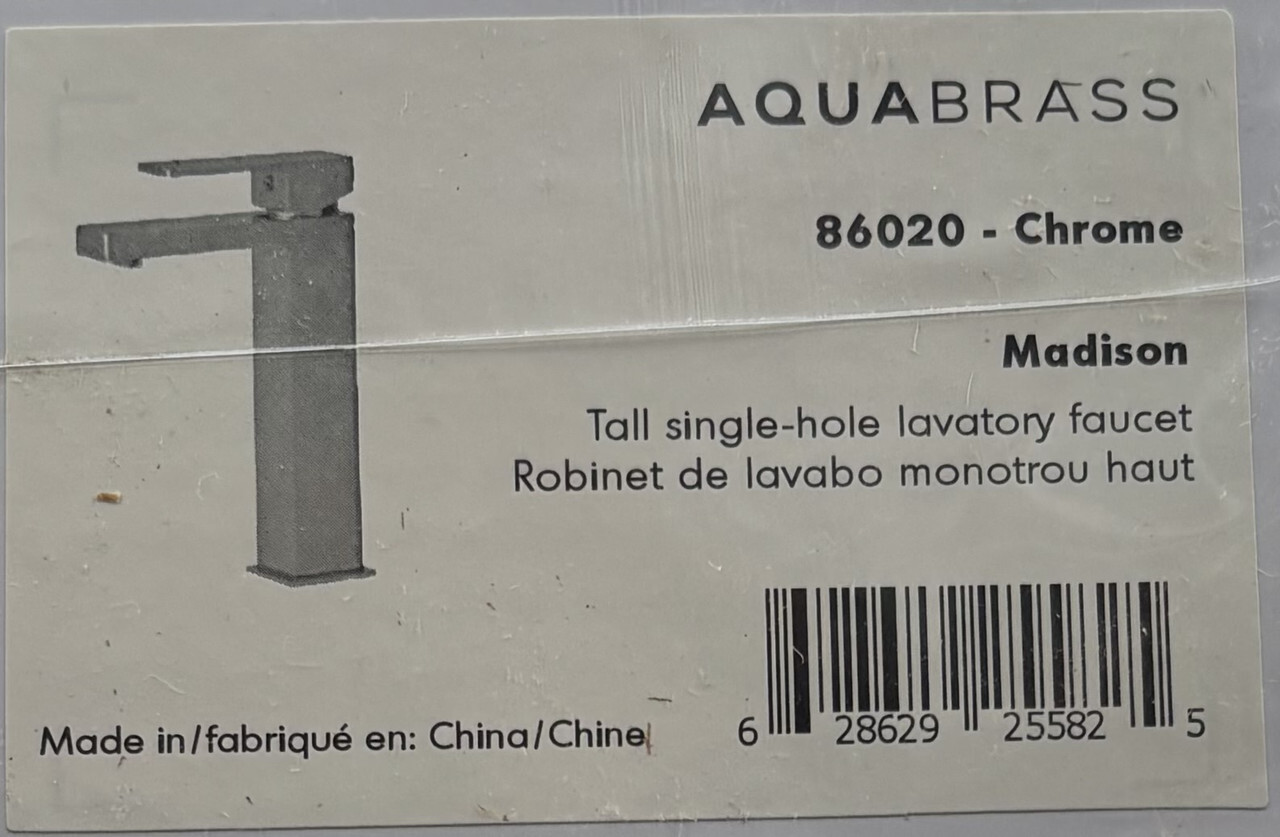 AQUABRASS
86020 - Chrome
Madison
Tall single-hole lavatory faucet
Robinet de lavabo monotrou haut
Made in/fabriqué en: China/Chine
6 28629 25582 5